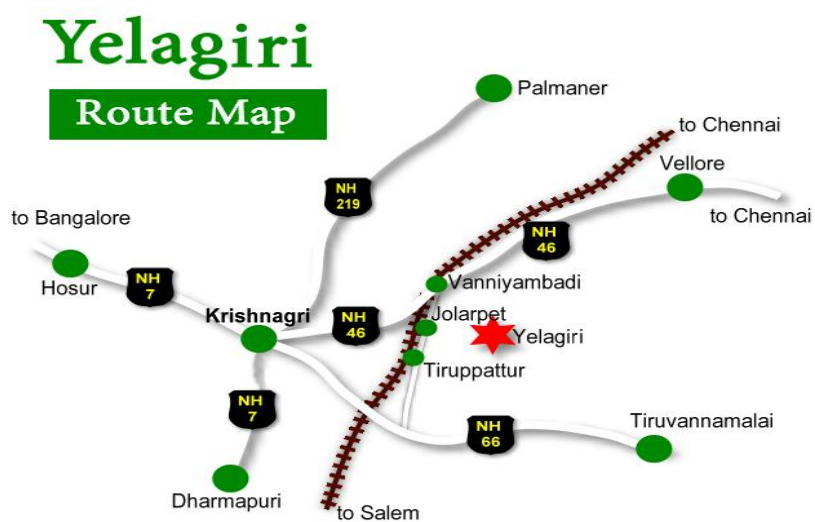 Yelagiri
Route Map
Palmaner
to Chennai
Vellore
NH
219
to Bangalore
to Chennai
NH
46
NH
7
Hosur
Vanniyambadi
Krishnagri
NH
46
Jolarpet
Yelagiri
Tiruppattur
NH
7
Tiruvannamalai
NH
66
Dharmapuri
to Salem